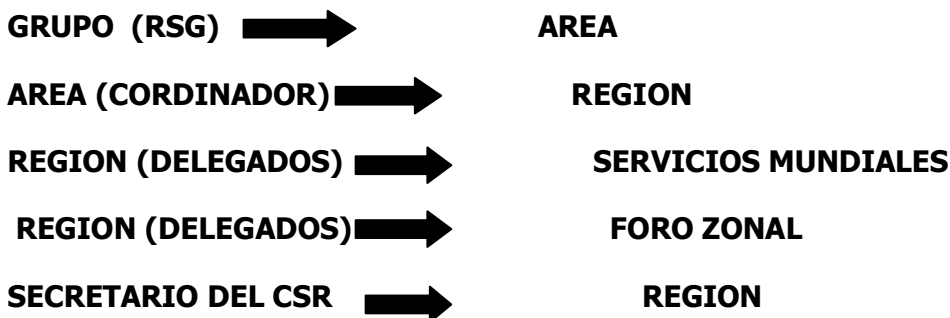 GRUPO (RSG) AREA
AREA (CORDINADOR) REGION
REGION (DELEGADOS) SERVICIOS MUNDIALES
REGION (DELEGADOS) FORO ZONAL
SECRETARIO DEL CSR REGION